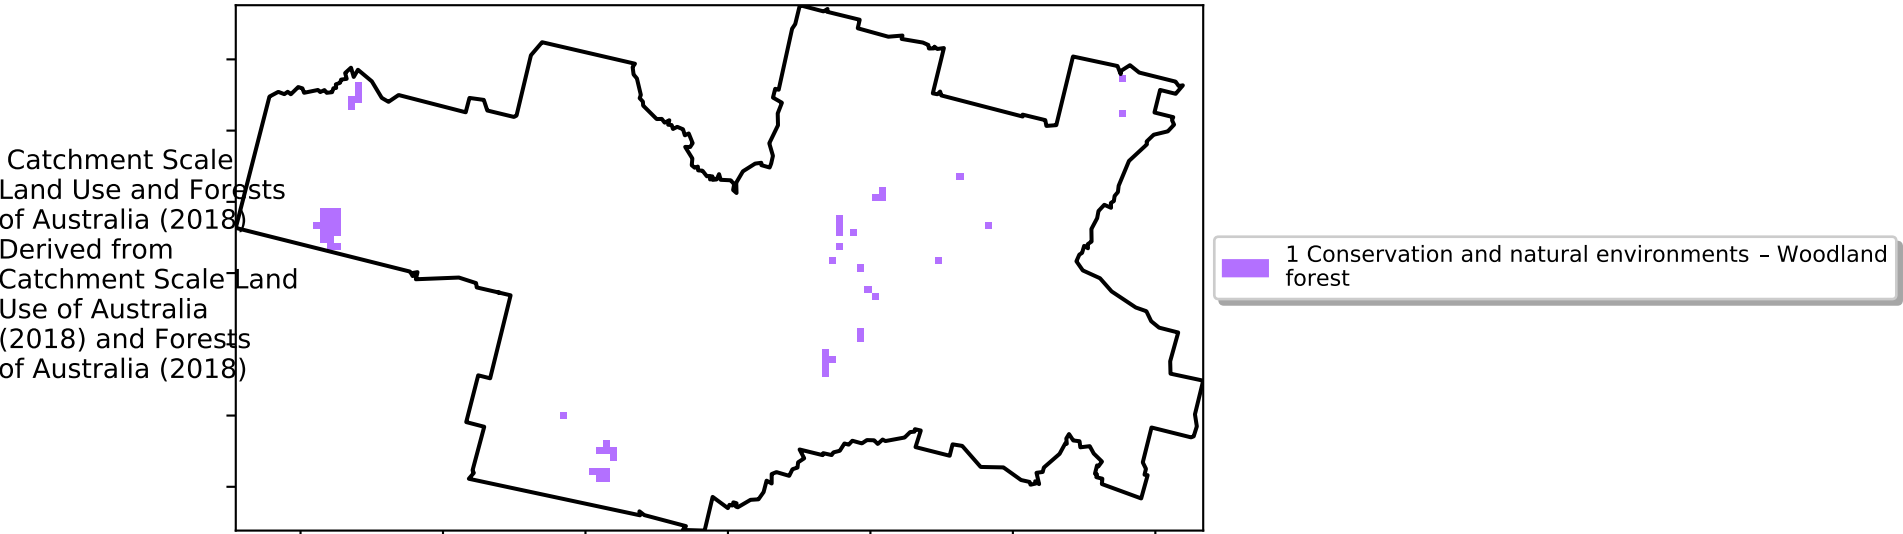 Catchment Scale
Land Use and Forests
of Australia (2018)
Derived from
Catchment Scale Land
Use of Australia
(2018) and Forests
of Australia (2018)
1 Conservation and natural environments – Woodland
forest